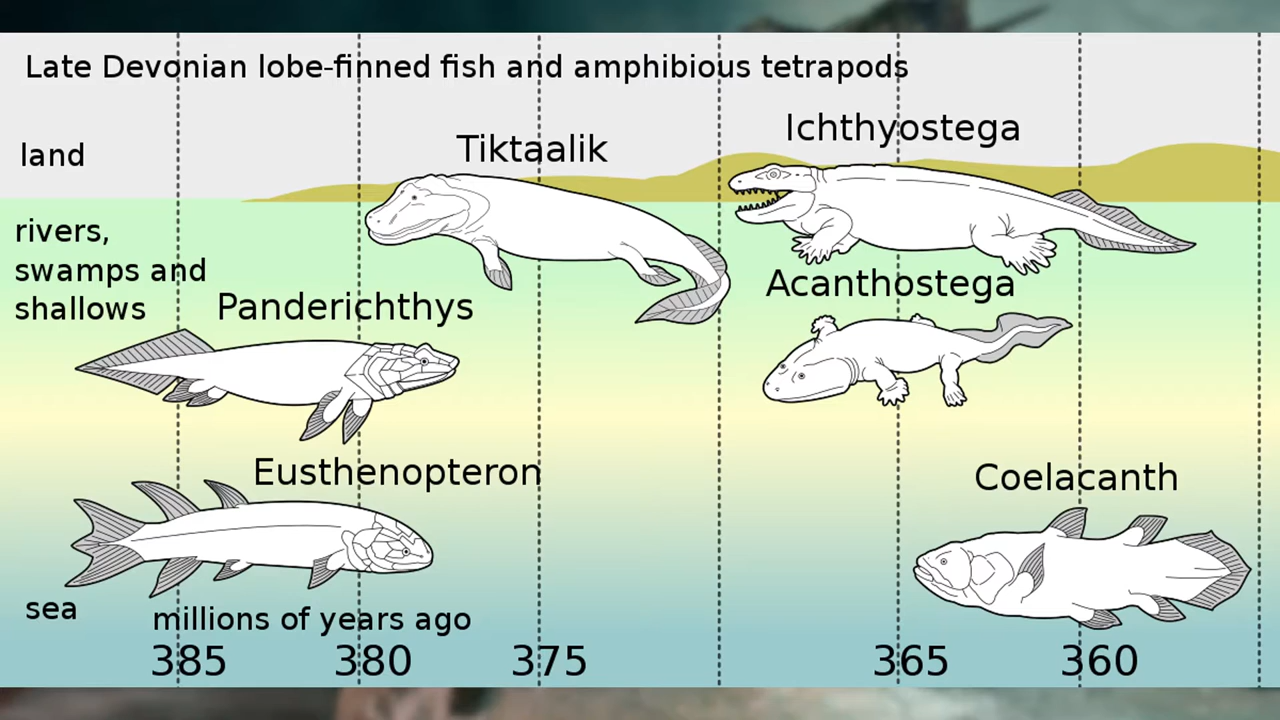 Late Devonian lobe-finned fish and amphibious tetrapods
Ichthyostega
Tiktaalik
land
rivers,
swamps and
shallows
Acanthostega
Panderichthys
Eusthenopteron
Coelacanth
sea
millions of years ago
385 380 375 365 360